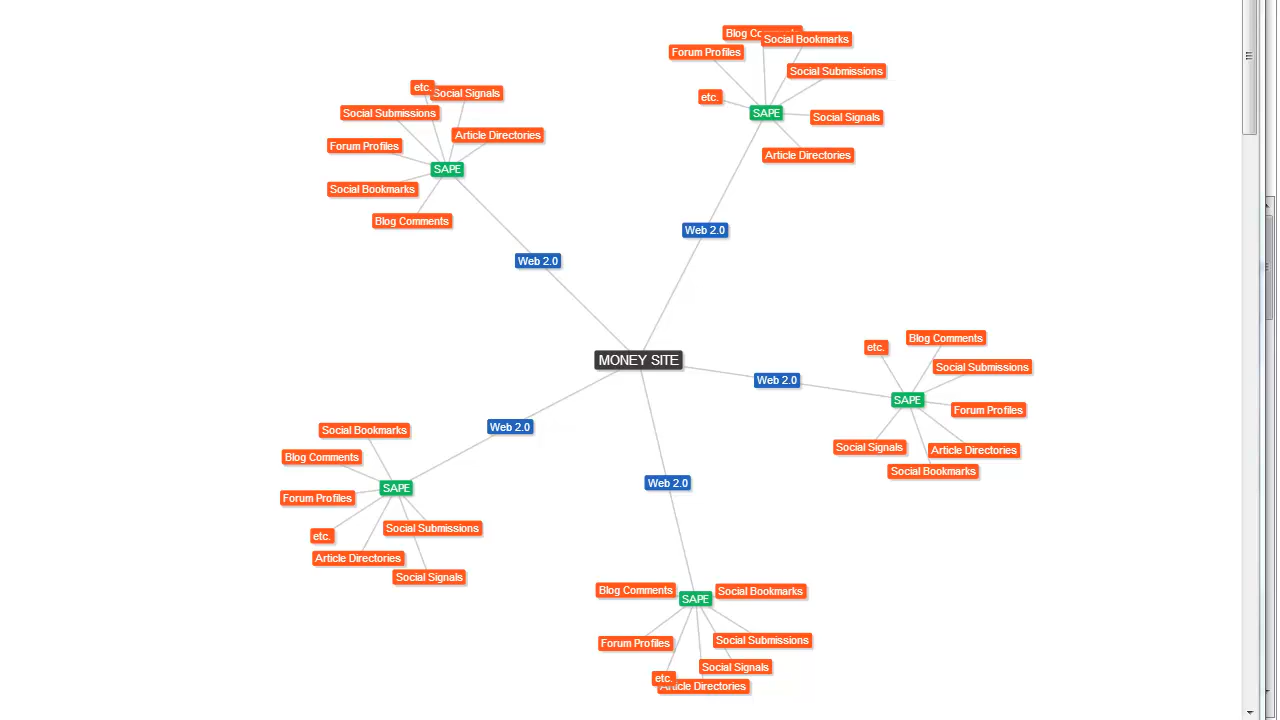 Blog Comments
Social Bookmarks
Forum Profiles
Social Submissions
etc.
SAPE
Social Signals
Article Directories
Web 2.0
etc.
Social Signals
Social Submissions
Article Directories
Forum Profiles
SAPE
Social Bookmarks
Blog Comments
Web 2.0
MONEY SITE
Web 2.0
etc.
Blog Comments
Social Submissions
SAPE
Forum Profiles
Social Signals
Article Directories
Social Bookmarks
Web 2.0
Social Bookmarks
Blog Comments
SAPE
Forum Profiles
etc.
Social Submissions
Article Directories
Social Signals
Web 2.0
Blog Comments
SAPE
Social Bookmarks
Forum Profiles
Social Submissions
Social Signals
etc.
Article Directories